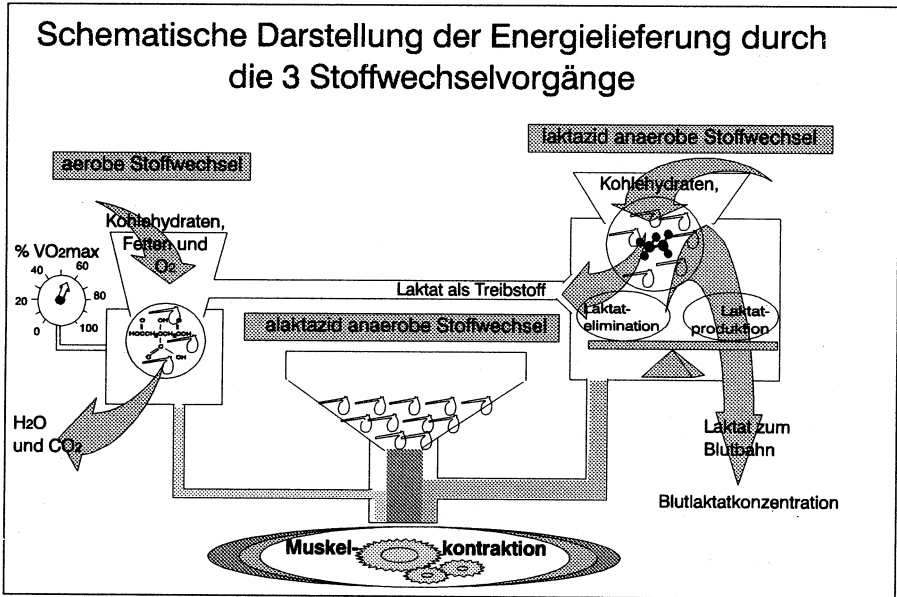 Schematische Darstellung der Energielieferung durch
die 3 Stoffwechselvorgänge
laktazid anaerobe Stoffwechsel
aerobe Stoffwechsel
Kohlehydraten,
Kohlehydraten,
Fetten und
O2
% VO2max
0
20
40
60
80
100
Laktat als Treibstoff
Laktat-
elimination
Laktat-
produktion
alaktazid anaerobe Stoffwechsel
H2O
und CO2
Laktat zum
Blutbahn
Blutlaktatkonzentration
Muskel-kontraktion